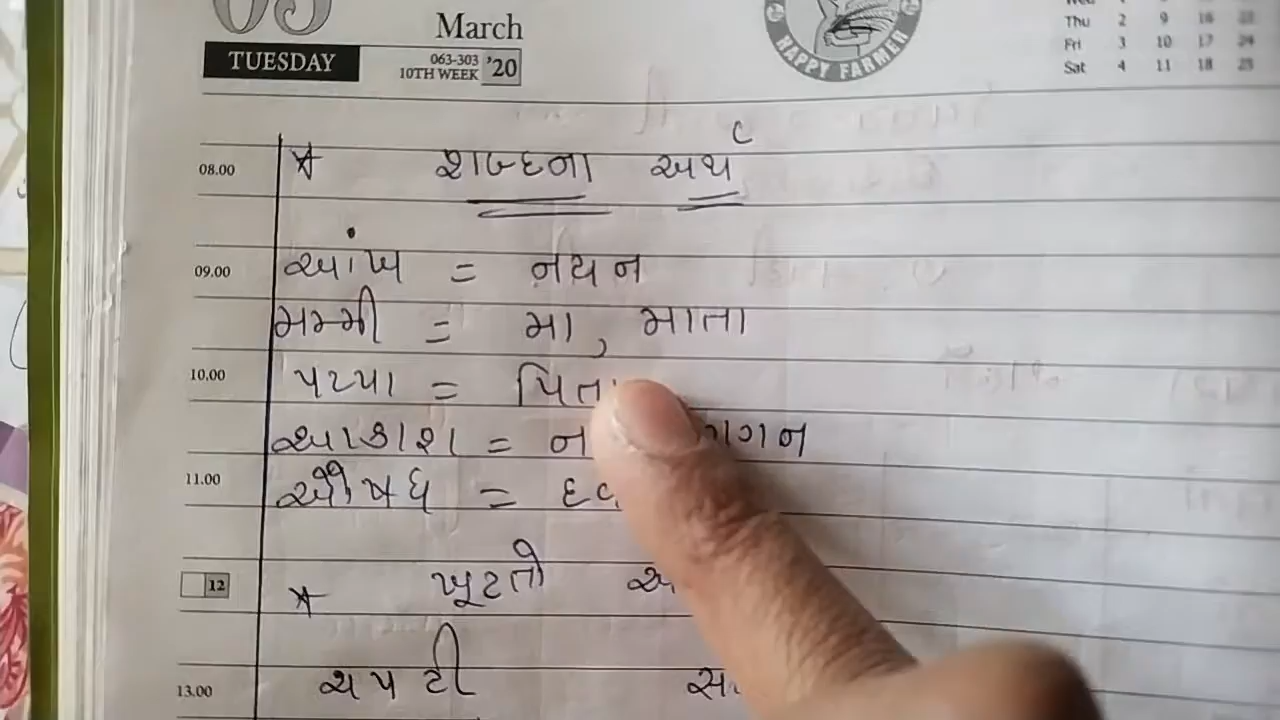 03
March
TUESDAY 063-303 10TH WEEK '20
HAPPY FARMER
Thu 2 9 16 23
Fri 3 10 17 24
Sat 4 11 18 25
08.00 શબ્દના અર્થ
09.00 આંખ = નયન
મમ્મી = મા, માતા
10.00 પપ્પા = પિતા
આકાશ = ગગન
11.00 ઔષધ =
12 ખૂટતો
13.00 ચપટી